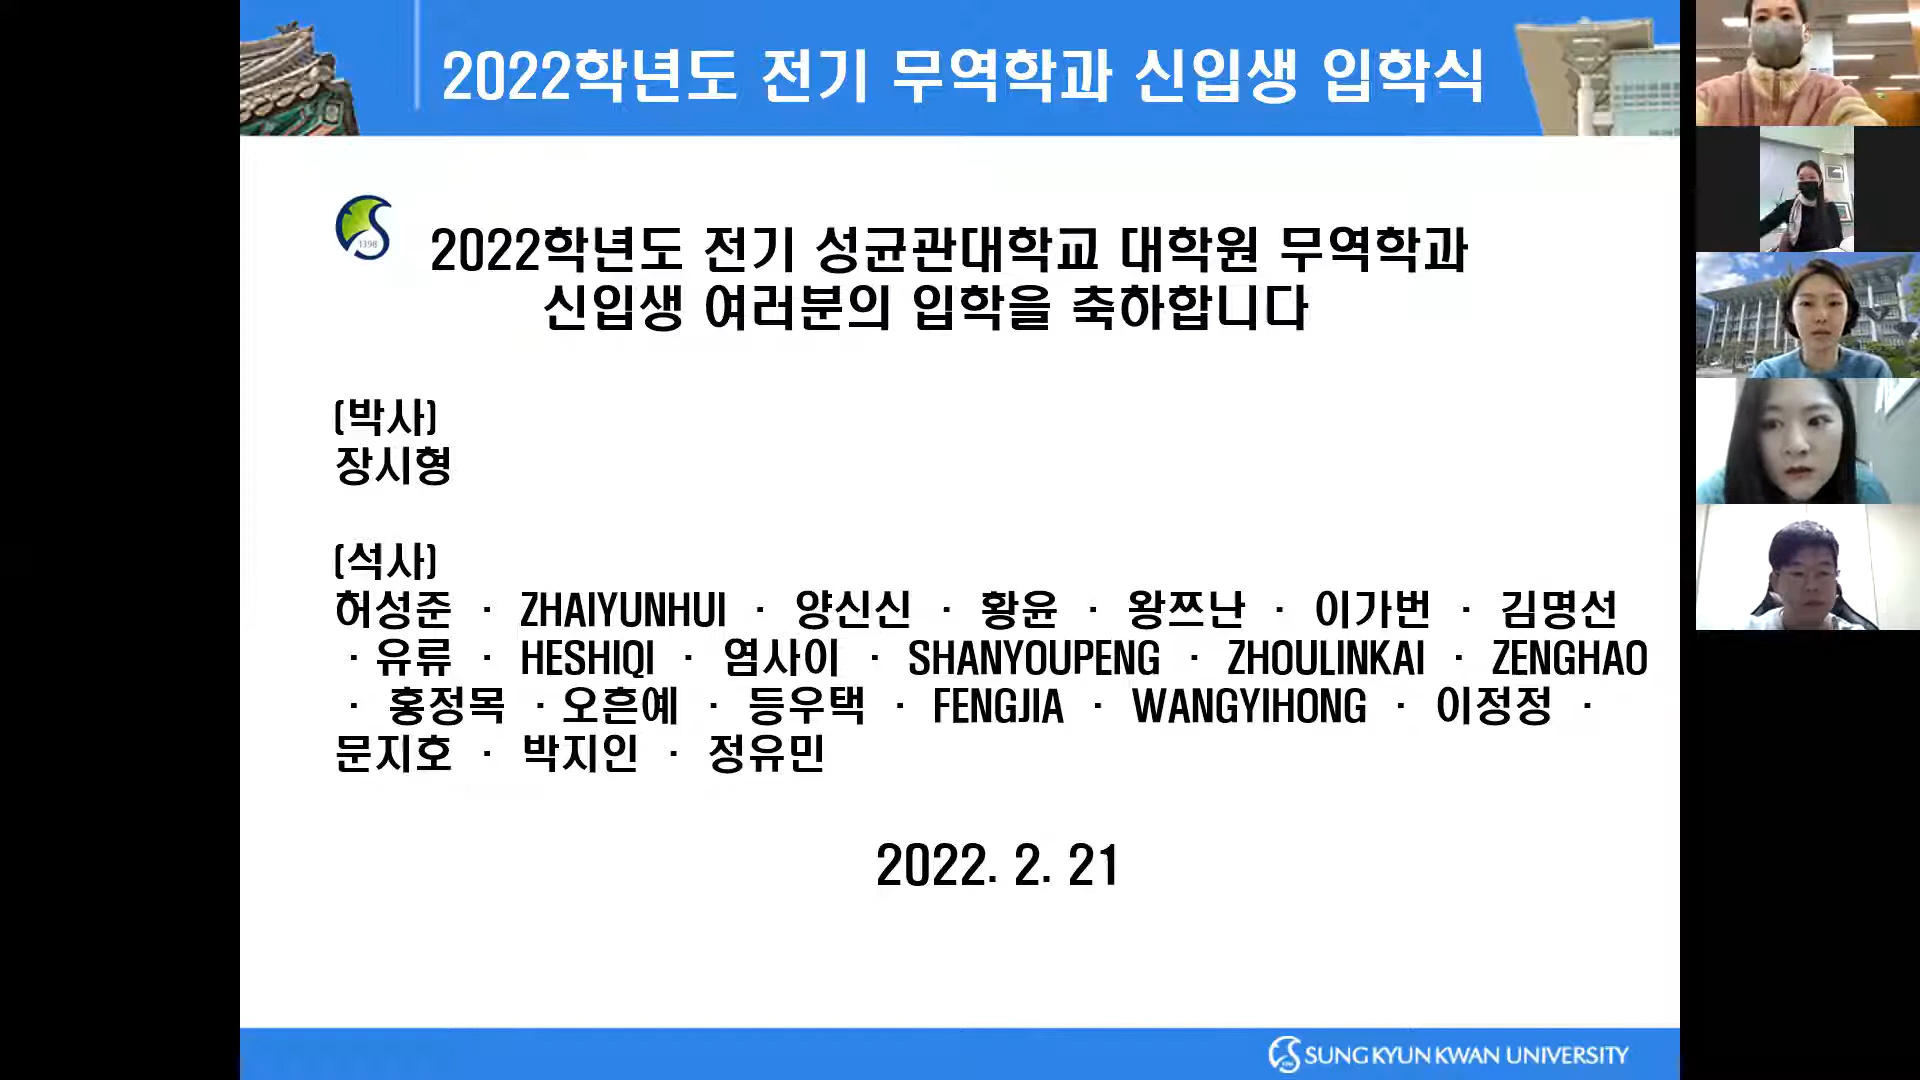 2022학년도 전기 무역학과 신입생 입학식
1398
2022학년도 전기 성균관대학교 대학원 무역학과
신입생 여러분의 입학을 축하합니다
(박사)
장시형
(석사)
허성준 · ZHAIYUNHUI · 양신신 · 황윤 · 왕쯔난 · 이가번 · 김명선
· 유류 · HESHIQI · 염사이 · SHANYOUPENG · ZHOULINKAI · ZENGHAO
· 홍정목 · 오흔예 · 등우택 · FENGJIA · WANGYIHONG · 이정정 ·
문지호 · 박지인 · 정유민
2022. 2. 21
SUNG KYUN KWAN UNIVERSITY